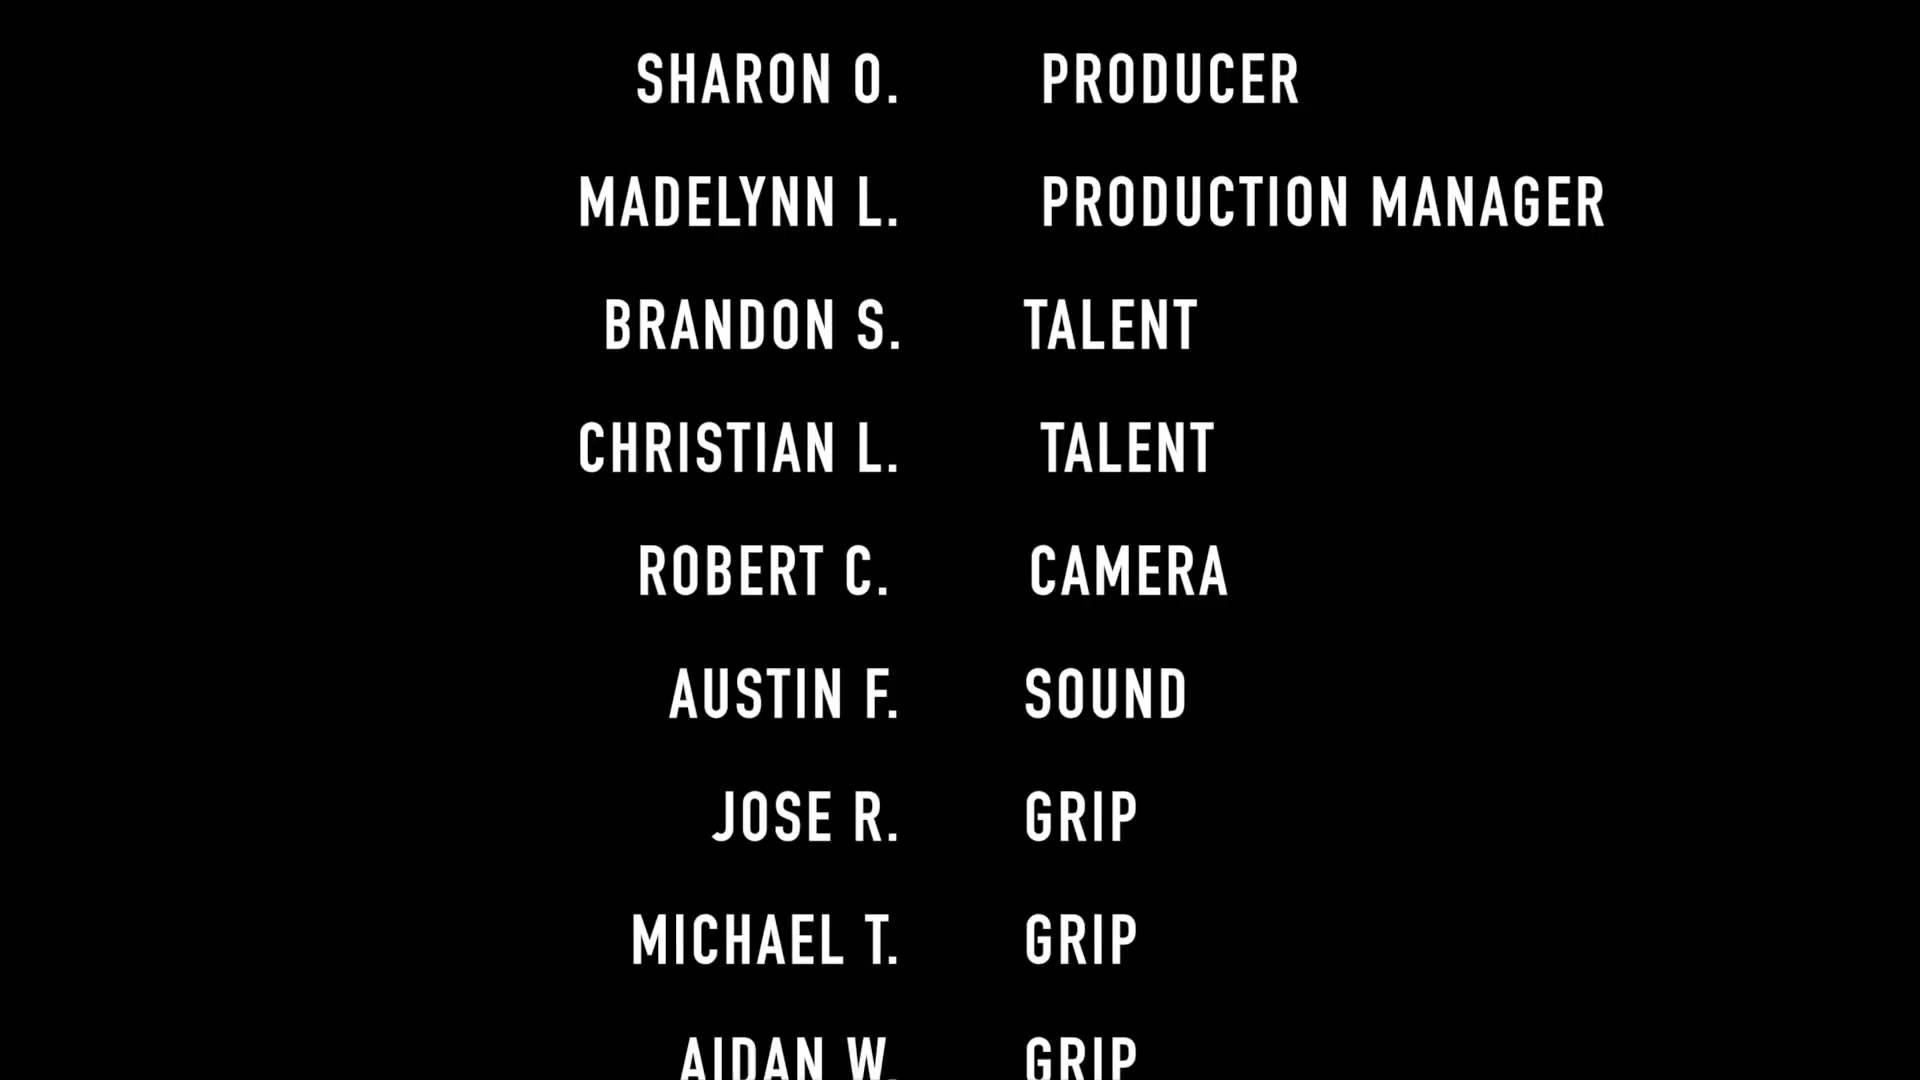 SHARON O. PRODUCER
MADELYNN L. PRODUCTION MANAGER
BRANDON S. TALENT
CHRISTIAN L. TALENT
ROBERT C. CAMERA
AUSTIN F. SOUND
JOSE R. GRIP
MICHAEL T. GRIP
AIDAN W. GRIP